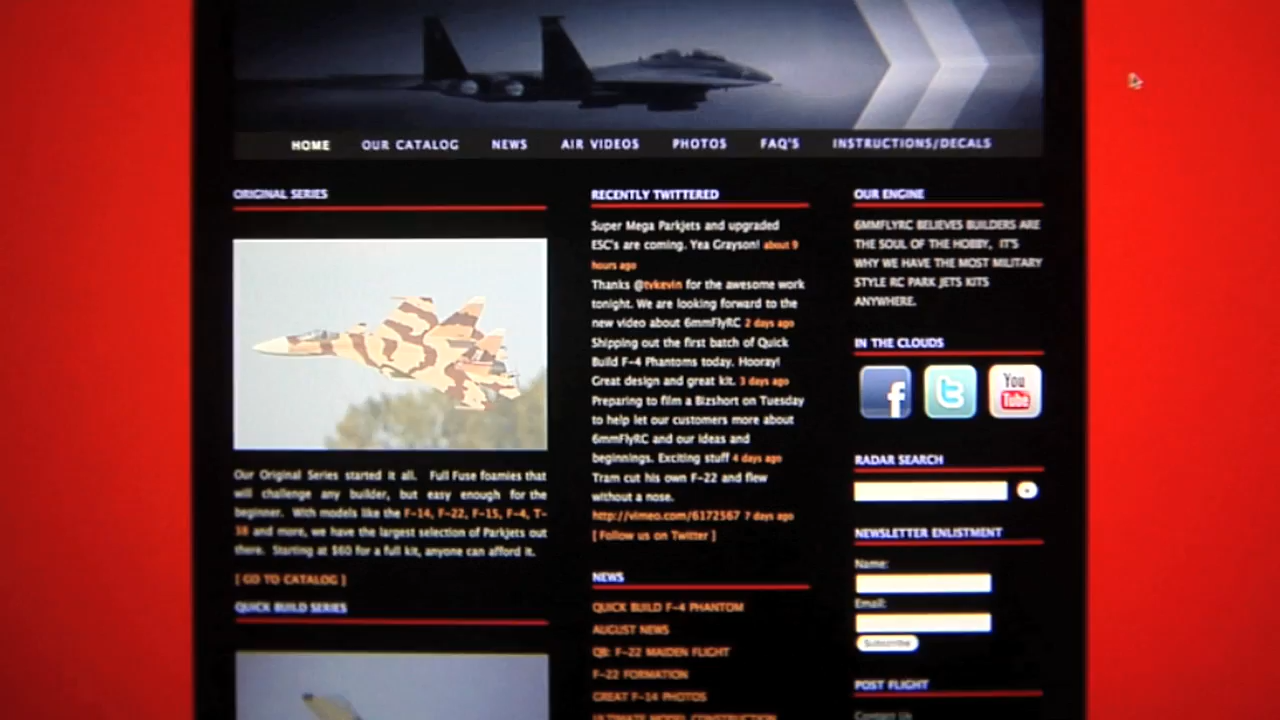 HOME OUR CATALOG NEWS AIR VIDEOS PHOTOS FAQ'S INSTRUCTIONS/DECALS
ORIGINAL SERIES
Our Original Series started it all. Full Fuse foamies that
will challenge any builder, but easy enough for the
beginner. With models like the F-14, F-22, F-15, F-4, T-
38 and more, we have the largest selection of Parkjets out
there. Starting at $60 for a full kit, anyone can afford it.
[ GO TO CATALOG ]
QUICK BUILD SERIES
RECENTLY TWITTERED
Super Mega Parkjets and upgraded
ESC's are coming. Yea Grayson! about 9
hours ago
Thanks @tvkevin for the awesome work
tonight. We are looking forward to the
new video about 6mmFlyRC 2 days ago
Shipping out the first batch of Quick
Build F-4 Phantoms today. Hooray!
Great design and great kit. 3 days ago
Preparing to film a Bizshort on Tuesday
to help let our customers more about
6mmFlyRC and our ideas and
beginnings. Exciting stuff 4 days ago
Tram cut his own F-22 and flew
without a nose.
http://vimeo.com/6172567 7 days ago
[ Follow us on Twitter ]
NEWS
QUICK BUILD F-4 PHANTOM
AUGUST NEWS
QB: F-22 MAIDEN FLIGHT
F-22 FORMATION
GREAT F-14 PHOTOS
ULTIMATE MODEL CONSTRUCTION
OUR ENGINE
6MMFLYRC BELIEVES BUILDERS ARE
THE SOUL OF THE HOBBY, IT'S
WHY WE HAVE THE MOST MILITARY
STYLE RC PARK JETS KITS
ANYWHERE.
IN THE CLOUDS
f t You
Tube
RADAR SEARCH
NEWSLETTER ENLISTMENT
Name:
Email:
Subscribe
POST FLIGHT
Contact Us